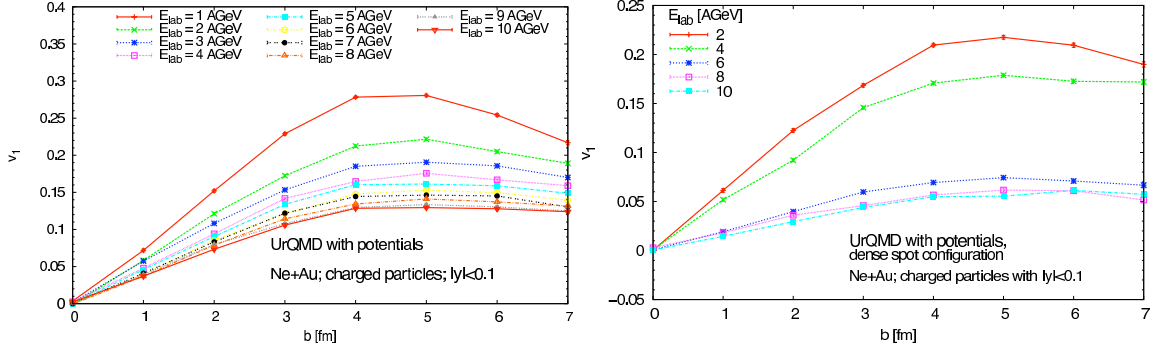 E_lab = 1 AGeV
E_lab = 2 AGeV
E_lab = 3 AGeV
E_lab = 4 AGeV
E_lab = 5 AGeV
E_lab = 6 AGeV
E_lab = 7 AGeV
E_lab = 8 AGeV
E_lab = 9 AGeV
E_lab = 10 AGeV
0.4
0.35
0.3
0.25
0.2
0.15
0.1
0.05
0
v_1
UrQMD with potentials
Ne+Au; charged particles; |y|<0.1
0 1 2 3 4 5 6 7
b [fm]
E_lab [AGeV]
2
4
6
8
10
0.25
0.2
0.15
0.1
0.05
0
−0.05
v_1
UrQMD with potentials,
dense spot configuration
Ne+Au; charged particles with |y|<0.1
0 1 2 3 4 5 6 7
b [fm]